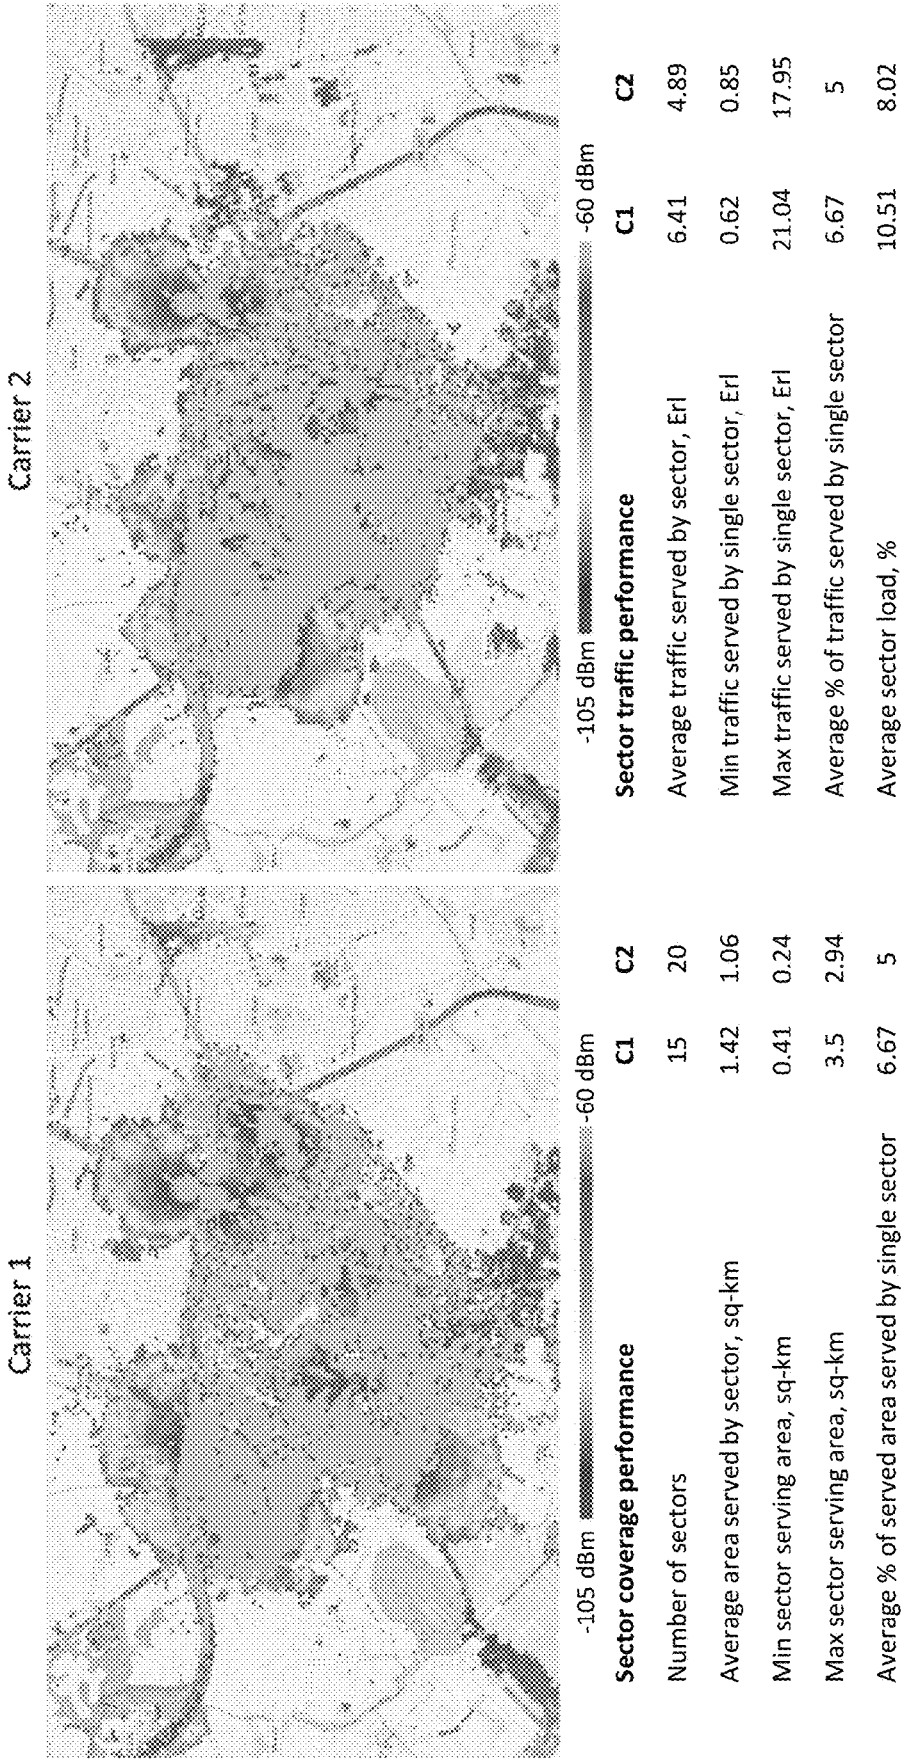 Carrier 1
Carrier 2
-105 dBm -60 dBm
-105 dBm -60 dBm
Sector coverage performance C1 C2
Number of sectors 15 20
Average area served by sector, sq-km 1.42 1.06
Min sector serving area, sq-km 0.41 0.24
Max sector serving area, sq-km 3.5 2.94
Average % of served area served by single sector 6.67 5
Sector traffic performance C1 C2
Average traffic served by sector, Erl 6.41 4.89
Min traffic served by single sector, Erl 0.62 0.85
Max traffic served by single sector, Erl 21.04 17.95
Average % of traffic served by single sector 6.67 5
Average sector load, % 10.51 8.02